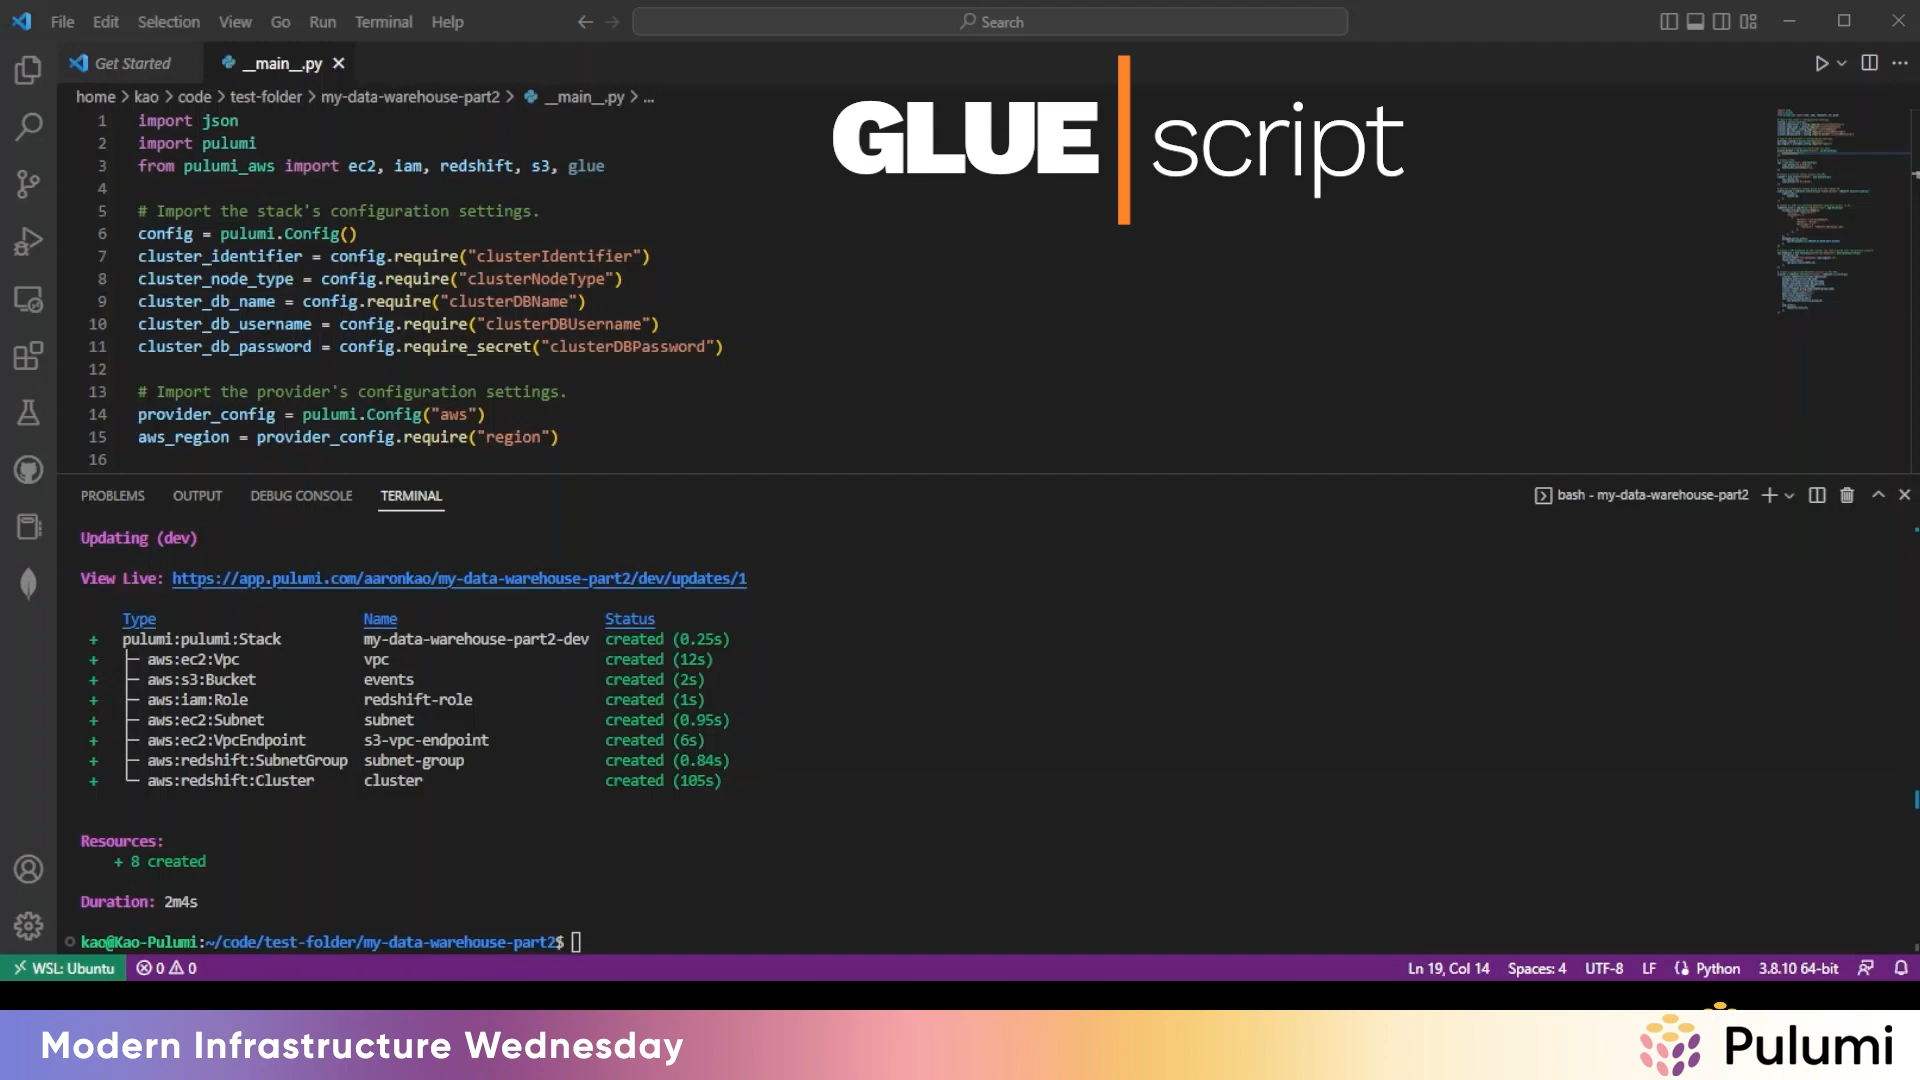 File Edit Selection View Go Run Terminal Help
Search
Get Started
__main__.py
home > kao > code > test-folder > my-data-warehouse-part2 > __main__.py > ...
GLUE script
1 import json
2 import pulumi
3 from pulumi_aws import ec2, iam, redshift, s3, glue
4
5 # Import the stack's configuration settings.
6 config = pulumi.Config()
7 cluster_identifier = config.require("clusterIdentifier")
8 cluster_node_type = config.require("clusterNodeType")
9 cluster_db_name = config.require("clusterDBName")
10 cluster_db_username = config.require("clusterDBUsername")
11 cluster_db_password = config.require_secret("clusterDBPassword")
12
13 # Import the provider's configuration settings.
14 provider_config = pulumi.Config("aws")
15 aws_region = provider_config.require("region")
16
PROBLEMS OUTPUT DEBUG CONSOLE TERMINAL
bash - my-data-warehouse-part2
Updating (dev)
View Live: https://app.pulumi.com/aaronkao/my-data-warehouse-part2/dev/updates/1
Type Name Status
+ pulumi:pulumi:Stack my-data-warehouse-part2-dev created (0.25s)
+ ├─ aws:ec2:Vpc vpc created (12s)
+ ├─ aws:s3:Bucket events created (2s)
+ ├─ aws:iam:Role redshift-role created (1s)
+ ├─ aws:ec2:Subnet subnet created (0.95s)
+ ├─ aws:ec2:VpcEndpoint s3-vpc-endpoint created (6s)
+ ├─ aws:redshift:SubnetGroup subnet-group created (0.84s)
+ └─ aws:redshift:Cluster cluster created (105s)
Resources:
+ 8 created
Duration: 2m4s
kao@Kao-Pulumi:~/code/test-folder/my-data-warehouse-part2$
WSL: Ubuntu 0 0
Ln 19, Col 14 Spaces: 4 UTF-8 LF Python 3.8.10 64-bit
Modern Infrastructure Wednesday
Pulumi